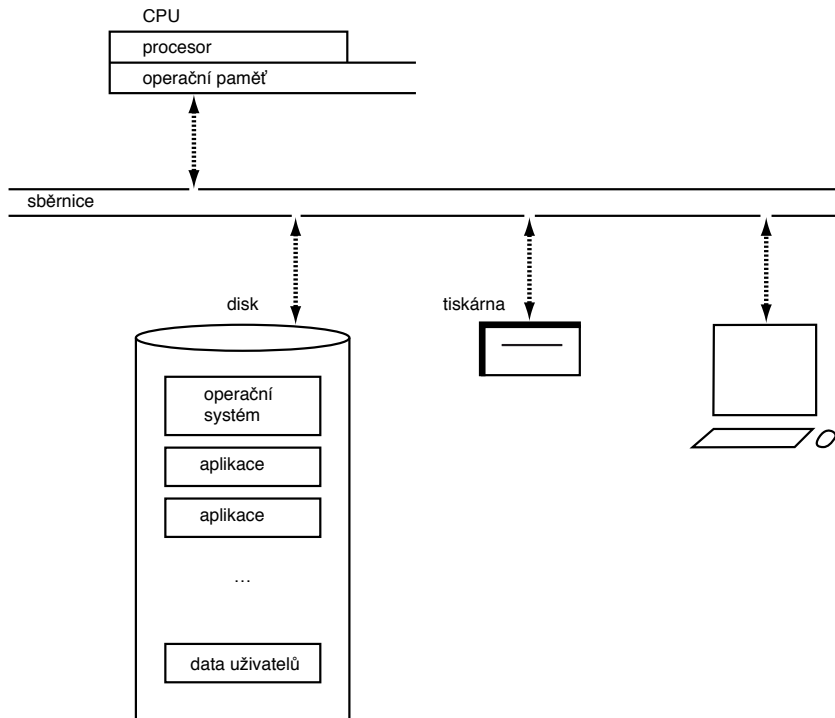 CPU
procesor
operační paměť
sběrnice
disk
tiskárna
operační
systém
aplikace
aplikace
...
data uživatelů